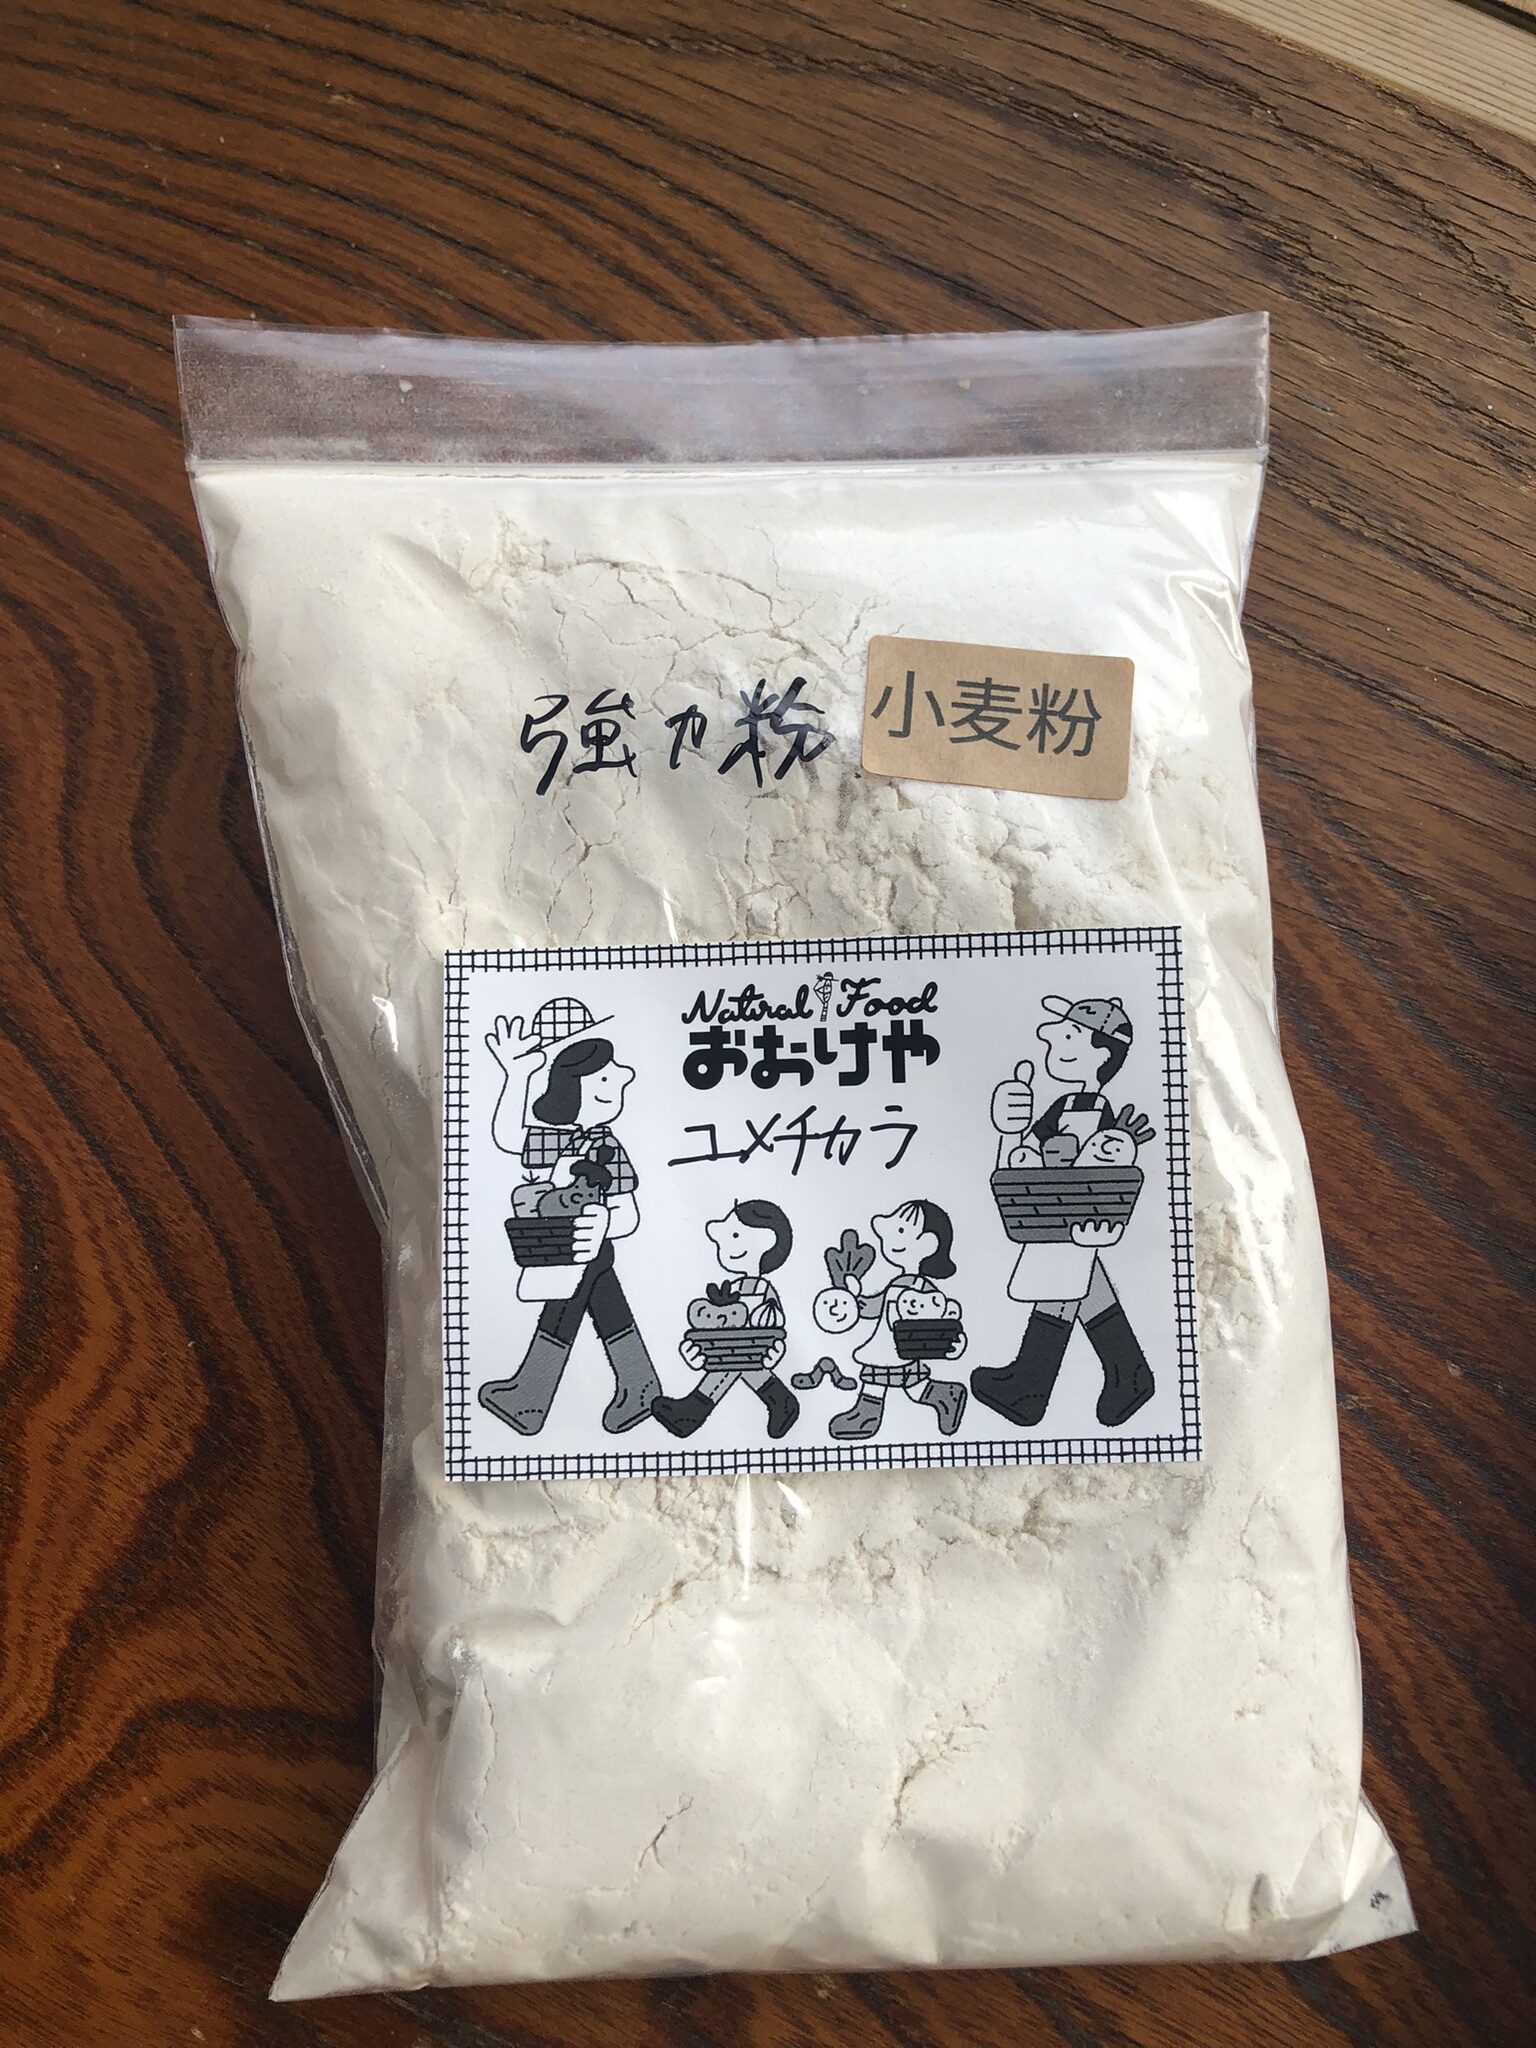 強力粉
小麦粉
Natural Food
おおけや
ユメチカラ